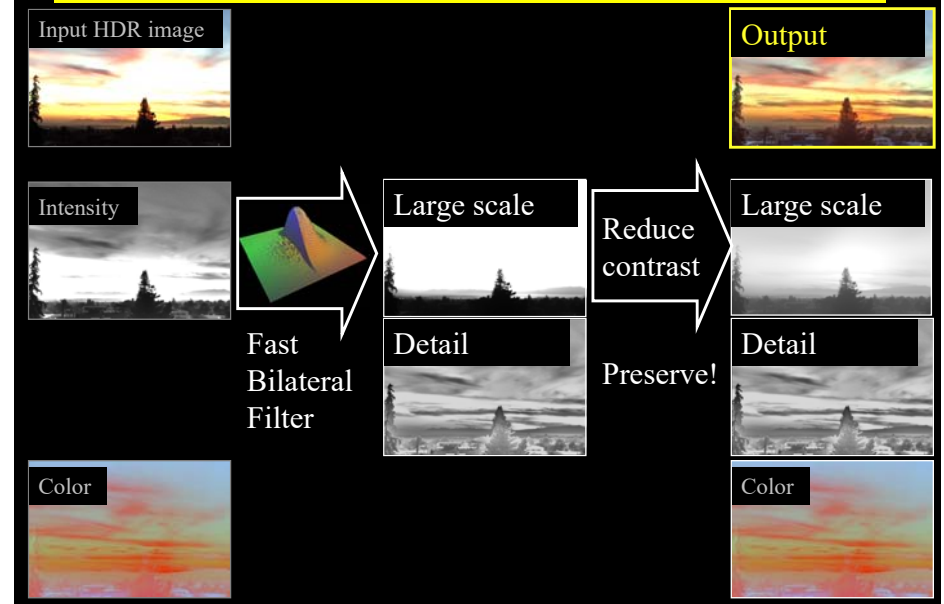 Input HDR image
Output
Intensity
Large scale
Reduce
contrast
Large scale
Fast
Bilateral
Filter
Detail
Preserve!
Detail
Color
Color